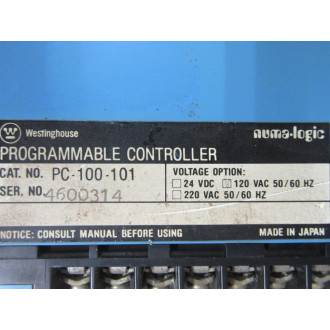 W Westinghouse numa-logic
PROGRAMMABLE CONTROLLER
CAT. NO. PC-100-101
SER. NO. 4600314
VOLTAGE OPTION:
24 VDC 120 VAC 50/60 HZ
220 VAC 50/60 HZ
NOTICE: CONSULT MANUAL BEFORE USING MADE IN JAPAN